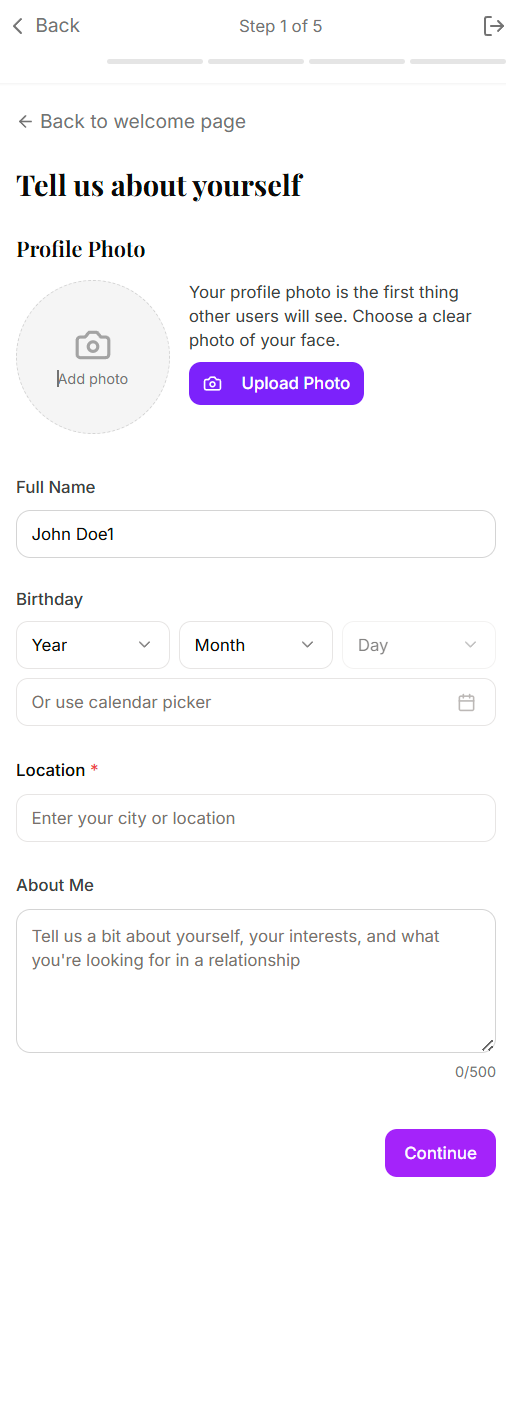 Back
Step 1 of 5
Back to welcome page
Tell us about yourself
Profile Photo
Add photo
Your profile photo is the first thing
other users will see. Choose a clear
photo of your face.
Upload Photo
Full Name
John Doe1
Birthday
Year
Month
Day
Or use calendar picker
Location *
Enter your city or location
About Me
Tell us a bit about yourself, your interests, and what
you're looking for in a relationship
0/500
Continue